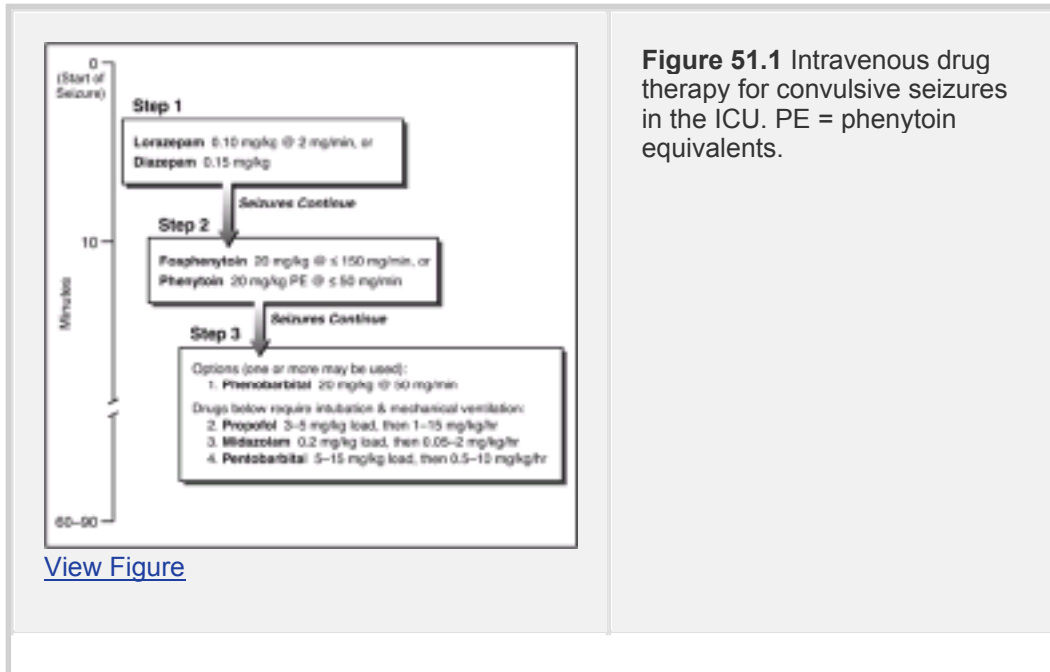 0
(Start of
Seizure)
Step 1
Lorazepam 0.10 mg/kg @ 2 mg/min, or
Diazepam 0.15 mg/kg
Seizures Continue
Step 2
10
Fosphenytoin 20 mg/kg @ ≤ 150 mg/min, or
Phenytoin 20 mg/kg PE @ ≤ 50 mg/min
Minutes
Seizures Continue
Step 3
Options (one or more may be used):
1. Phenobarbital 20 mg/kg @ 50 mg/min
Drugs below require intubation & mechanical ventilation:
2. Propofol 3–5 mg/kg load, then 1–15 mg/kg/hr
3. Midazolam 0.2 mg/kg load, then 0.05–2 mg/kg/hr
4. Pentobarbital 5–15 mg/kg load, then 0.5–10 mg/kg/hr
60–90
View Figure
Figure 51.1 Intravenous drug
therapy for convulsive seizures
in the ICU. PE = phenytoin
equivalents.